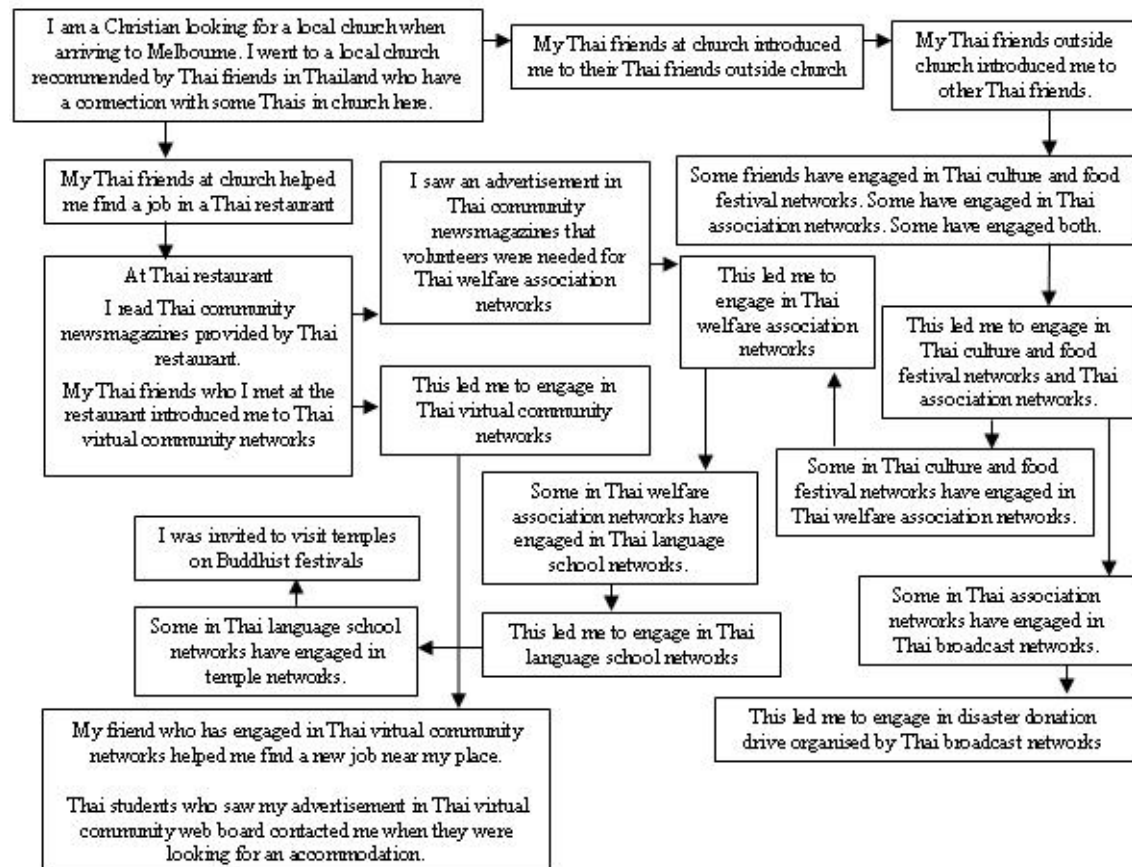 I am a Christian looking for a local church when
arriving to Melbourne. I went to a local church
recommended by Thai friends in Thailand who have
a connection with some Thais in church here.
My Thai friends at church introduced
me to their Thai friends outside church
My Thai friends outside
church introduced me to
other Thai friends.
My Thai friends at church helped
me find a job in a Thai restaurant
I saw an advertisement in
Thai community
newsmagazines that
volunteers were needed for
Thai welfare association
networks
Some friends have engaged in Thai culture and food
festival networks. Some have engaged in Thai
association networks. Some have engaged both.
At Thai restaurant
I read Thai community
newsmagazines provided by Thai
restaurant.
My Thai friends who I met at the
restaurant introduced me to Thai
virtual community networks
This led me to
engage in Thai
welfare association
networks
This led me to engage in
Thai culture and food
festival networks and Thai
association networks.
This led me to engage in
Thai virtual community
networks
Some in Thai culture and food
festival networks have engaged in
Thai welfare association networks.
Some in Thai welfare
association networks have
engaged in Thai language
school networks.
I was invited to visit temples
on Buddhist festivals
Some in Thai association
networks have engaged in
Thai broadcast networks.
Some in Thai language school
networks have engaged in
temple networks.
This led me to engage in Thai
language school networks
My friend who has engaged in Thai virtual community
networks helped me find a new job near my place.
Thai students who saw my advertisement in Thai virtual
community web board contacted me when they were
looking for an accommodation.
This led me to engage in disaster donation
drive organised by Thai broadcast networks